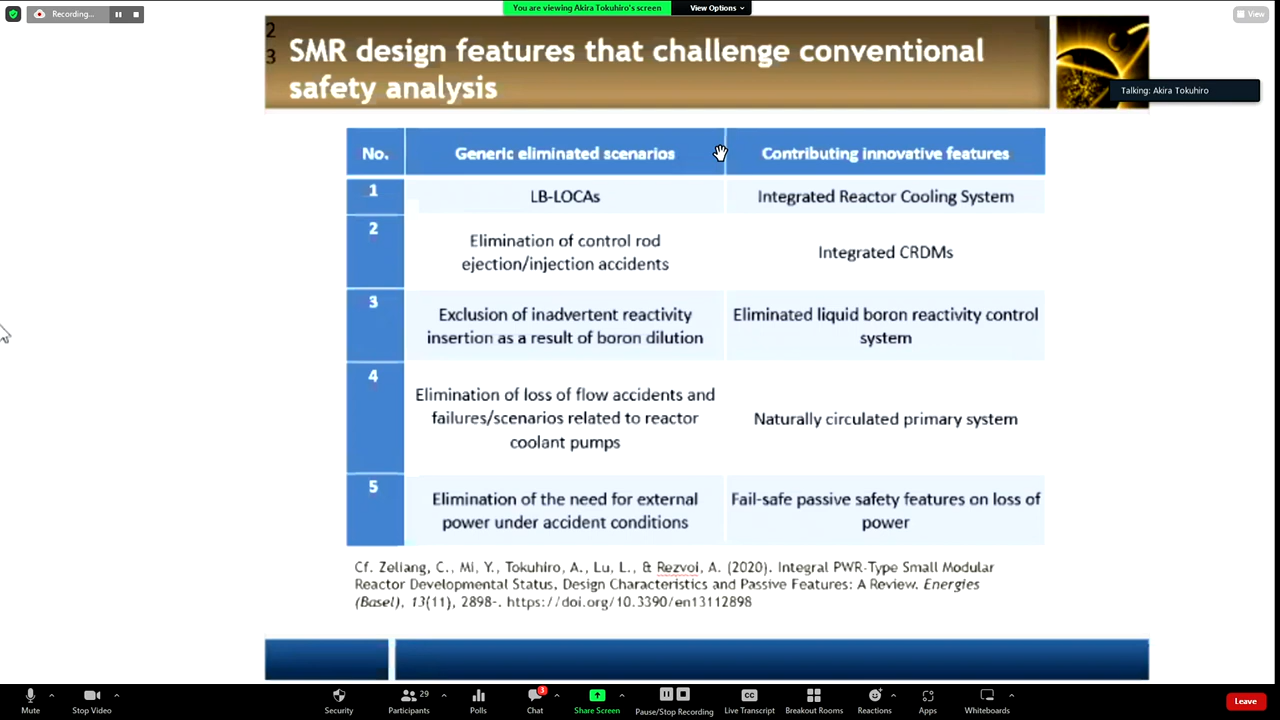 Recording...
You are viewing Akira Tokuhiro's screen
View Options
View
2
3
SMR design features that challenge conventional
safety analysis
Talking: Akira Tokuhiro
No.
Generic eliminated scenarios
Contributing innovative features
1
LB-LOCAs
Integrated Reactor Cooling System
2
Elimination of control rod
ejection/injection accidents
Integrated CRDMs
3
Exclusion of inadvertent reactivity
insertion as a result of boron dilution
Eliminated liquid boron reactivity control
system
4
Elimination of loss of flow accidents and
failures/scenarios related to reactor
coolant pumps
Naturally circulated primary system
5
Elimination of the need for external
power under accident conditions
Fail-safe passive safety features on loss of
power
Cf. Zeliang, C., Mi, Y., Tokuhiro, A., Lu, L., & Rezvoi, A. (2020). Integral PWR-Type Small Modular
Reactor Developmental Status, Design Characteristics and Passive Features: A Review. Energies
(Basel), 13(11), 2898-. https://doi.org/10.3390/en13112898
Mute
Stop Video
Security
Participants
29
Polls
Chat
3
Share Screen
Pause/Stop Recording
Live Transcript
Breakout Rooms
Reactions
Apps
Whiteboards
Leave